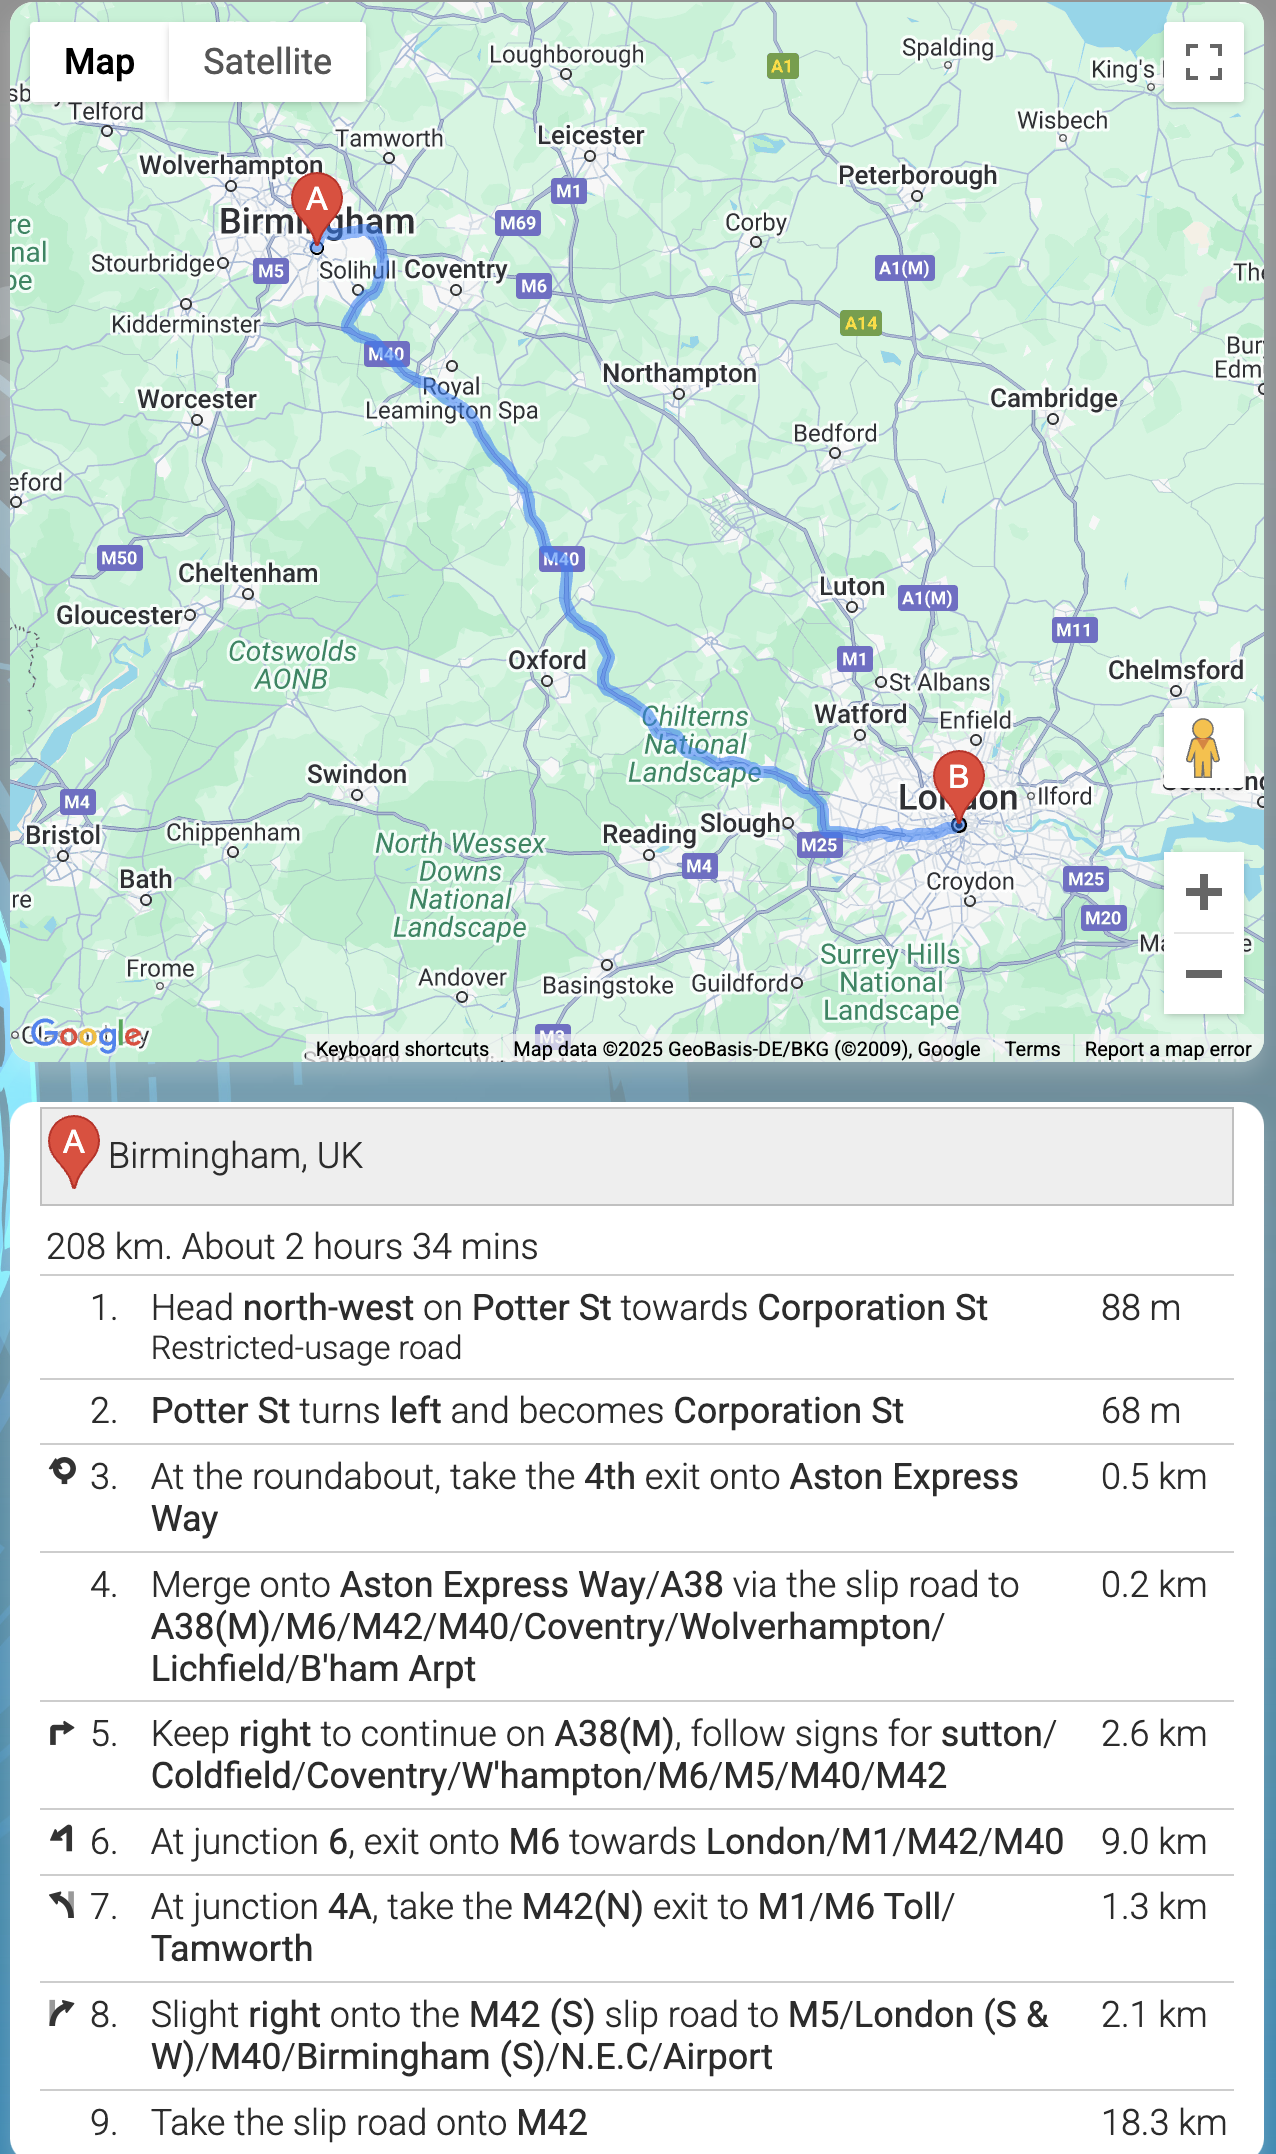 Map
Satellite
Loughborough
A1
Spalding
King's
sb
Telford
Tamworth
Leicester
Wisbech
Wolverhampton
M1
Peterborough
A
Birmingham
M69
Corby
re
nal
be
Stourbridge
M5
Solihull
Coventry
M6
A1(M)
The
Kidderminster
A14
M40
Bur
Edm
Royal
Leamington Spa
Northampton
Worcester
Cambridge
Bedford
eford
M50
M40
Cheltenham
Luton
A1(M)
Gloucester
M11
Cotswolds
AONB
Oxford
M1
St Albans
Chelmsford
Chilterns
National
Landscape
Watford
Enfield
Swindon
B
London
Ilford
M4
Bristol
Chippenham
North Wessex
Downs
National
Landscape
Reading
Slough
M25
M4
Bath
Croydon
M25
re
M20
Surrey Hills
National
Landscape
Frome
Andover
Basingstoke
Guildford
M3
Google
Keyboard shortcuts
Map data ©2025 GeoBasis-DE/BKG (©2009), Google
Terms
Report a map error
A
Birmingham, UK
208 km. About 2 hours 34 mins
1. Head north-west on Potter St towards Corporation St 88 m
Restricted-usage road
2. Potter St turns left and becomes Corporation St 68 m
3. At the roundabout, take the 4th exit onto Aston Express 0.5 km
Way
4. Merge onto Aston Express Way/A38 via the slip road to 0.2 km
A38(M)/M6/M42/M40/Coventry/Wolverhampton/
Lichfield/B'ham Arpt
5. Keep right to continue on A38(M), follow signs for sutton/ 2.6 km
Coldfield/Coventry/W'hampton/M6/M5/M40/M42
6. At junction 6, exit onto M6 towards London/M1/M42/M40 9.0 km
7. At junction 4A, take the M42(N) exit to M1/M6 Toll/ 1.3 km
Tamworth
8. Slight right onto the M42 (S) slip road to M5/London (S & 2.1 km
W)/M40/Birmingham (S)/N.E.C/Airport
9. Take the slip road onto M42 18.3 km